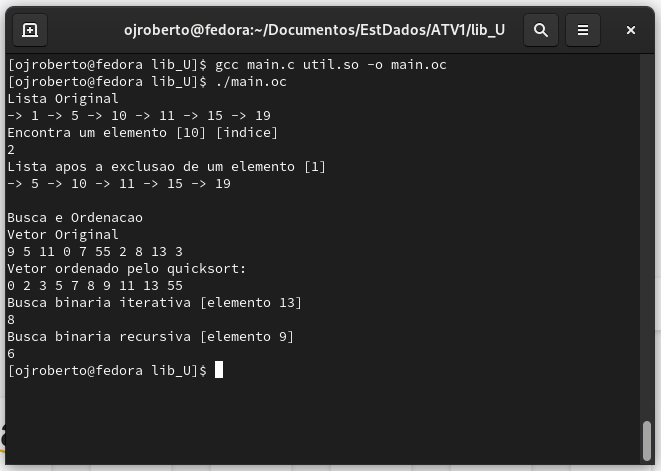 ojroberto@fedora:~/Documentos/EstDados/ATV1/lib_U
[ojroberto@fedora lib_U]$ gcc main.c util.so -o main.oc
[ojroberto@fedora lib_U]$ ./main.oc
Lista Original
-> 1 -> 5 -> 10 -> 11 -> 15 -> 19
Encontra um elemento [10] [indice]
2
Lista apos a exclusao de um elemento [1]
-> 5 -> 10 -> 11 -> 15 -> 19
Busca e Ordenacao
Vetor Original
9 5 11 0 7 55 2 8 13 3
Vetor ordenado pelo quicksort:
0 2 3 5 7 8 9 11 13 55
Busca binaria iterativa [elemento 13]
8
Busca binaria recursiva [elemento 9]
6
[ojroberto@fedora lib_U]$